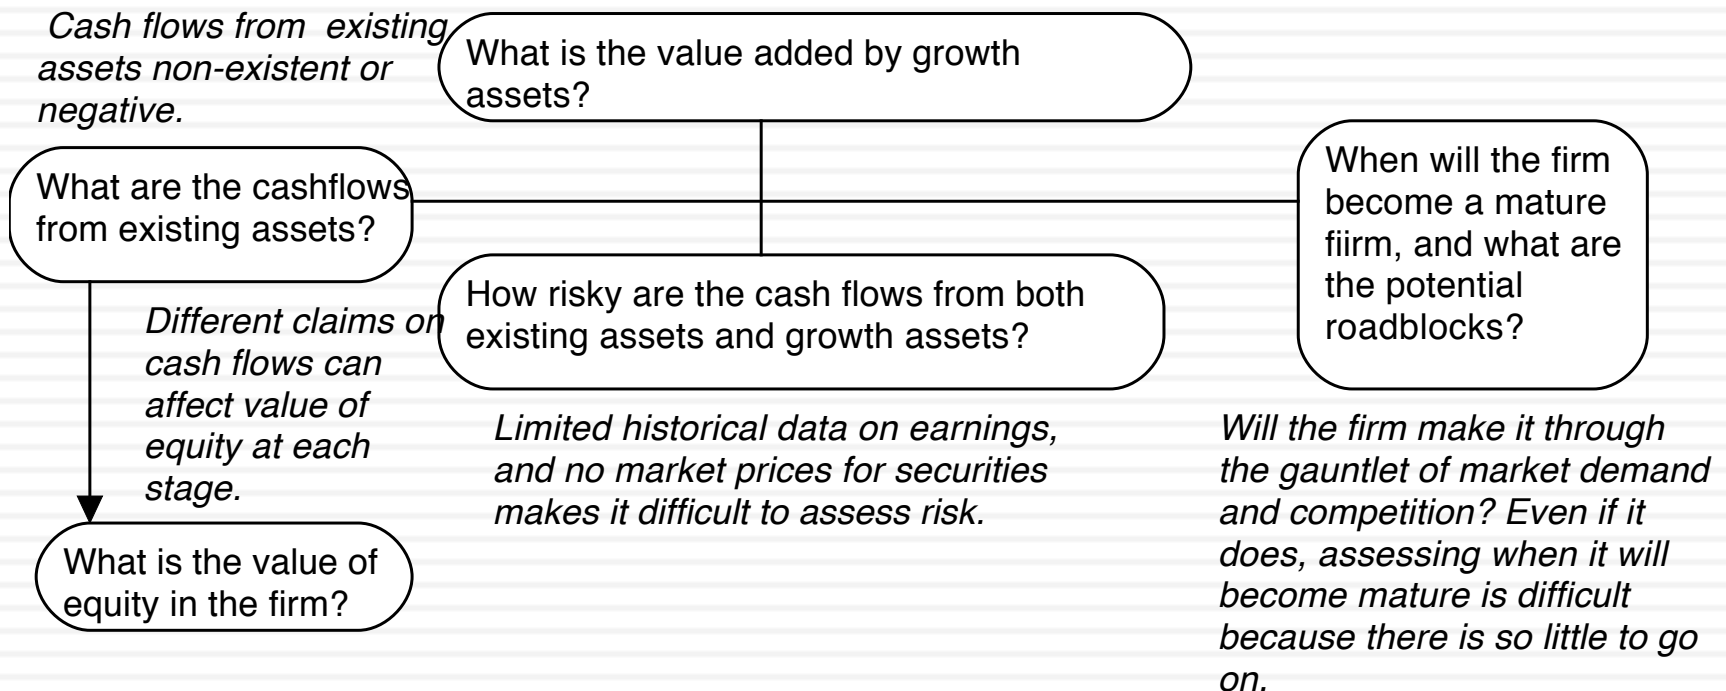 Cash flows from  existing
assets non-existent or
negative.
What is the value added by growth
assets?
What are the cashflows
from existing assets?
When will the firm
become a mature
fiirm, and what are
the potential
roadblocks?
How risky are the cash flows from both
existing assets and growth assets?
Different claims on
cash flows can
affect value of
equity at each
stage.
Limited historical data on earnings,
and no market prices for securities
makes it difficult to assess risk.
Will the firm make it through
the gauntlet of market demand
and competition? Even if it
does, assessing when it will
become mature is difficult
because there is so little to go
on.
What is the value of
equity in the firm?